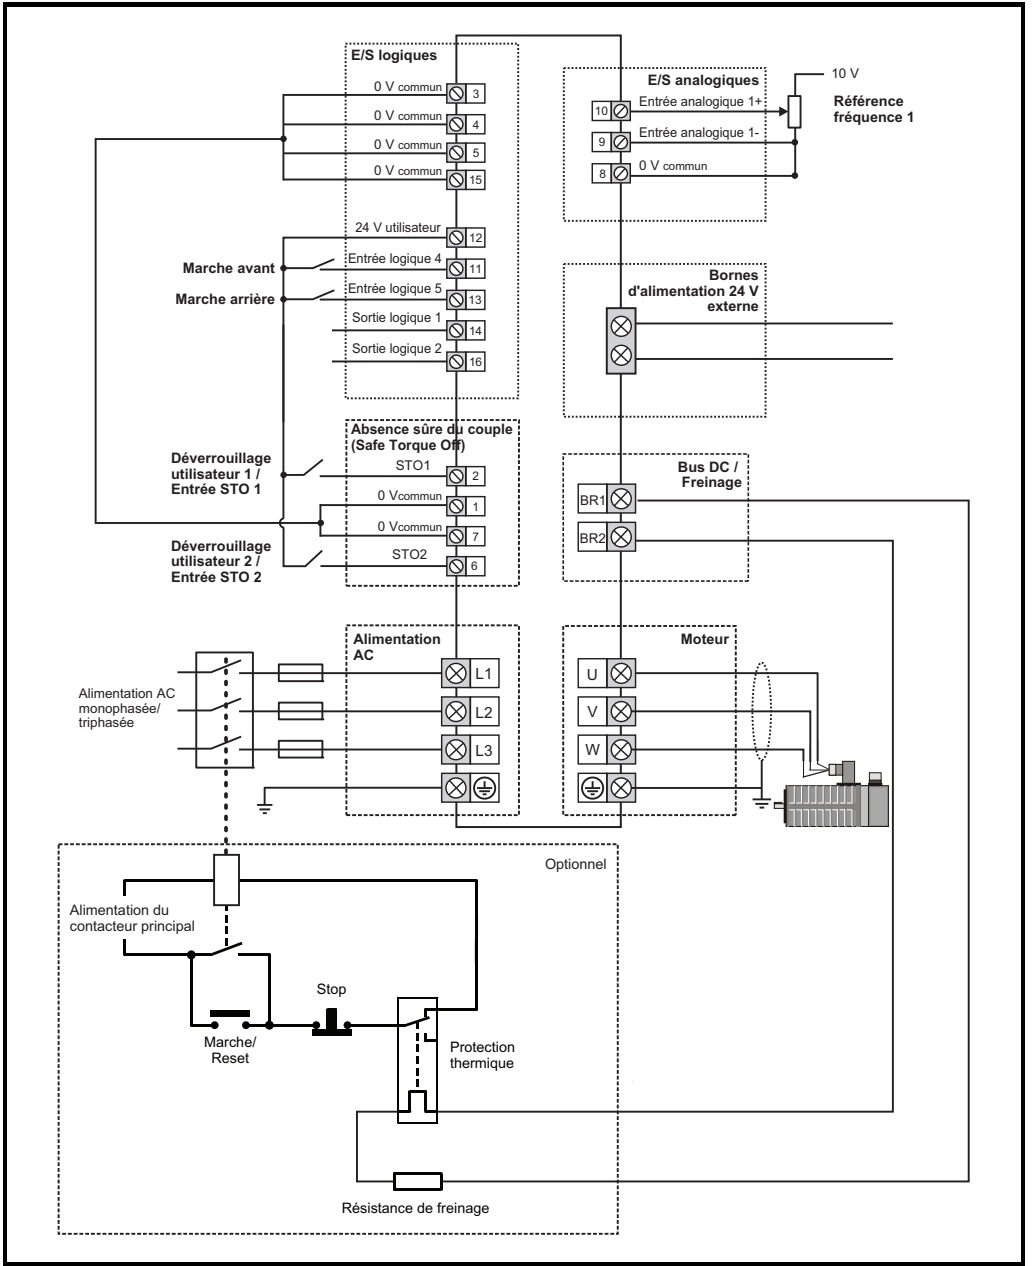 E/S logiques
0 V commun 3
0 V commun 4
0 V commun 5
0 V commun 15
24 V utilisateur 12
Marche avant Entrée logique 4 11
Marche arrière Entrée logique 5 13
Sortie logique 1 14
Sortie logique 2 16
E/S analogiques
10 V
10 Entrée analogique 1+
Référence
fréquence 1
9 Entrée analogique 1-
8 0 V commun
Bornes
d'alimentation 24 V
externe
Absence sûre du couple
(Safe Torque Off)
Déverrouillage
utilisateur 1 /
Entrée STO 1
STO1 2
0 Vcommun 1
0 Vcommun 7
Déverrouillage
utilisateur 2 /
Entrée STO 2
STO2 6
Bus DC /
Freinage
BR1
BR2
Alimentation
AC
Alimentation AC
monophasée/
triphasée
L1
L2
L3
Moteur
U
V
W
Optionnel
Alimentation du
contacteur principal
Stop
Marche/
Reset
Protection
thermique
Résistance de freinage